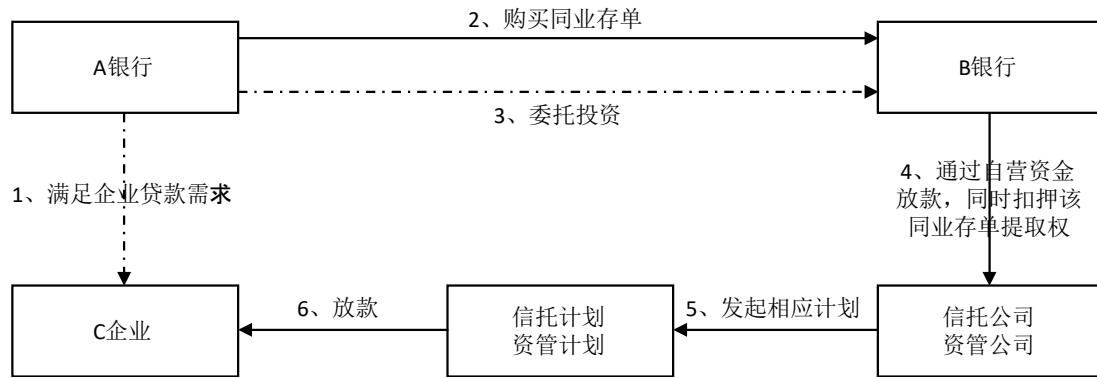 2、购买同业存单
A银行
B银行
3、委托投资
1、满足企业贷款需求
4、通过自营资金
放款，同时扣押该
同业存单提取权
C企业
6、放款
信托计划
资管计划
5、发起相应计划
信托公司
资管公司